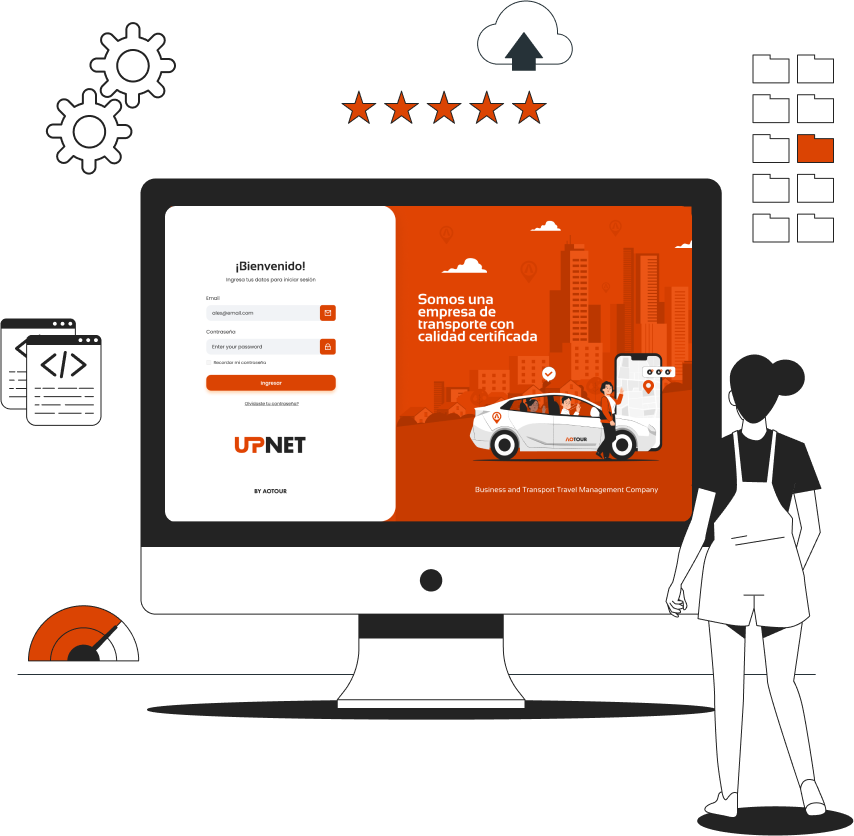 ¡Bienvenido!
Ingresa tus datos para iniciar sesión
Email
ales@email.com
Contraseña
Enter your password
Recordar mi contraseña
Ingresar
Olvidaste tu contraseña?
UPNET
BY AOTOUR
Somos una
empresa de
transporte con
calidad certificada
AOTOUR
Business and Transport Travel Management Company